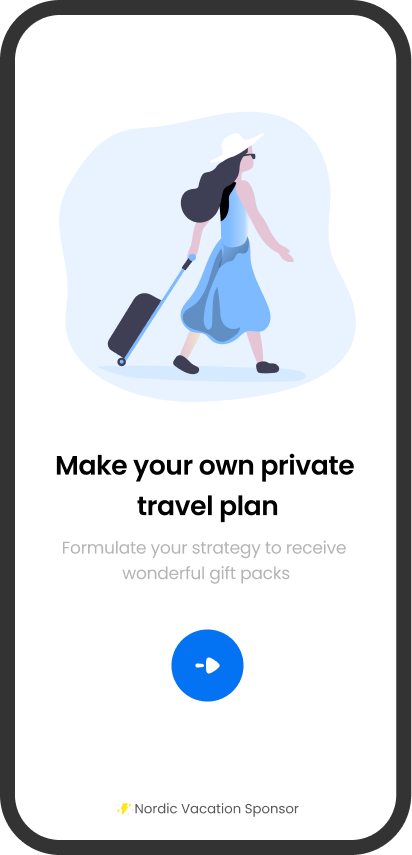 Make your own private
travel plan
Formulate your strategy to receive
wonderful gift packs
Nordic Vacation Sponsor